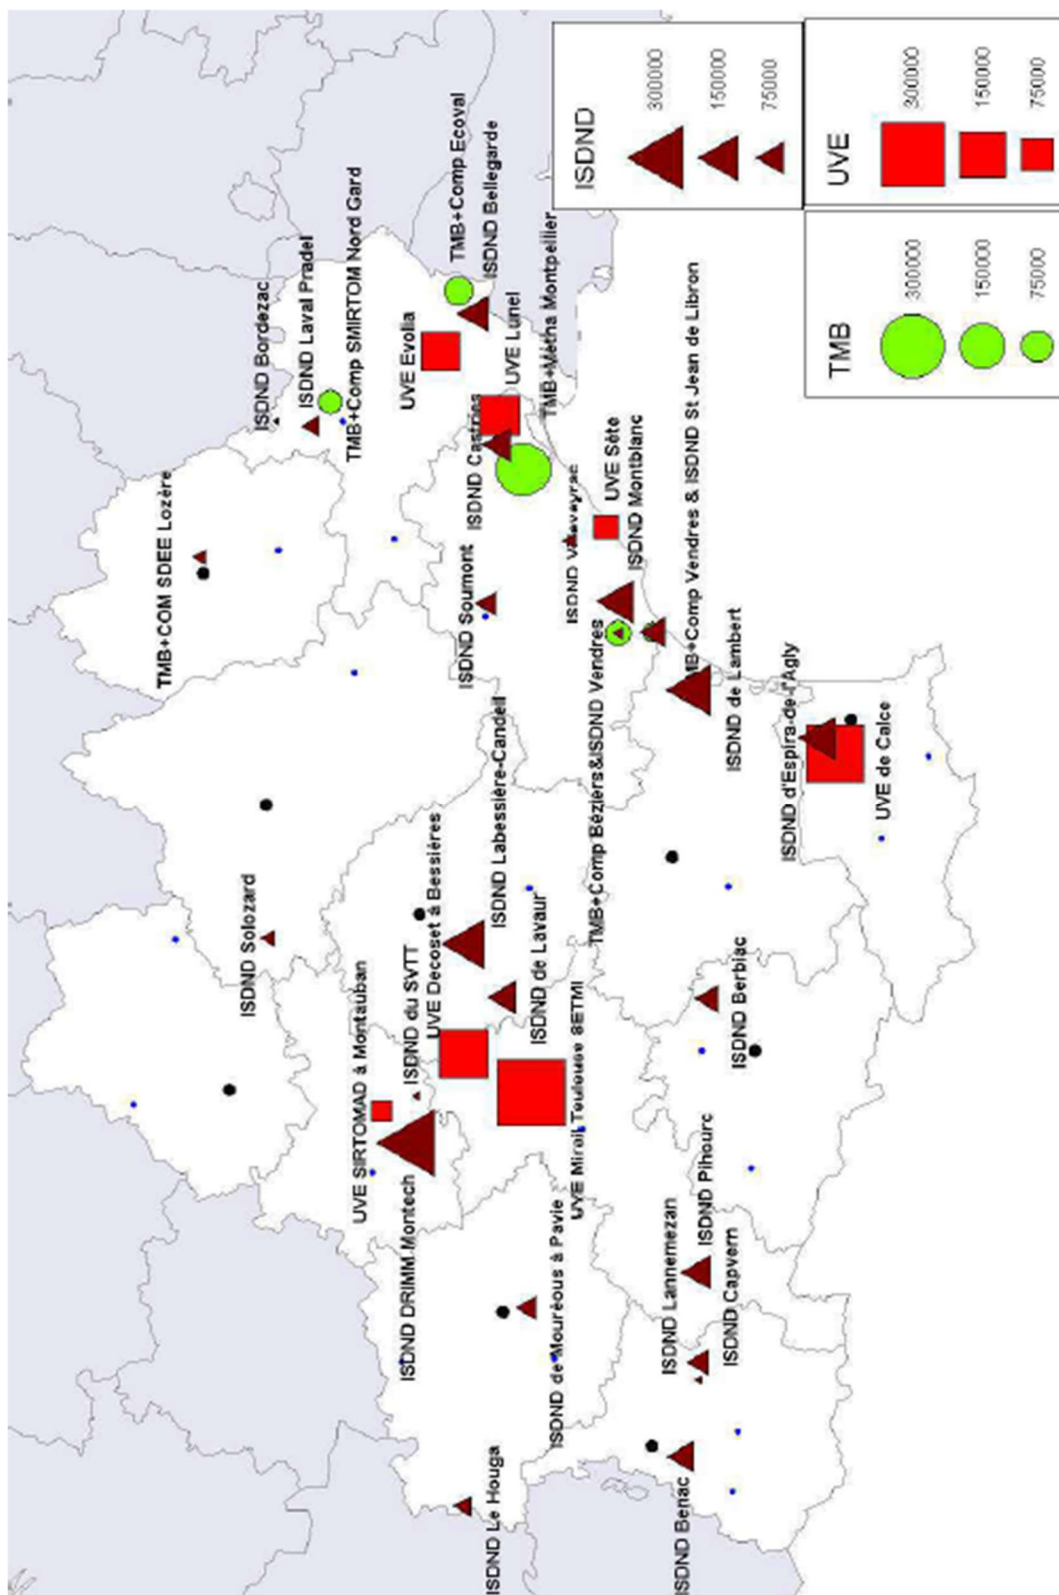 ISDND
300000
150000
75000
UVE
300000
150000
75000
TMB
300000
150000
75000
TMB+Comp Ecoval
ISDND Bellegarde
ISDND Bordezac
ISDND Laval Pradel
TMB+Comp SMIRTOM Nord Gard
UVE Evolia
UVE Lunel
TMB+Métha Montpellier
ISDND Castries
TMB+COM SDEE Lozère
ISDND Soumont
ISDND
UVE Sète
ISDND Montblanc
MB+Comp Vendres & ISDND St Jean de Libron
TMB+Comp Béziers&ISDND Vendres
ISDND de Lambert
ISDND d'Espira-de-l'Agly
UVE de Calce
ISDND Solozard
ISDND Labessière-Candeil
UVE Decoset à Bessières
ISDND du SVTT
ISDND de Lavaur
UVE SIRTOMAD à Montauban
UVE Mirail Toulouse SETMI
ISDND DRIMM Montech
ISDND Berbiac
ISDND Pihourc
ISDND Lannemezan
ISDND Capvern
ISDND de Mouréous à Pavie
ISDND Le Houga
ISDND Benac